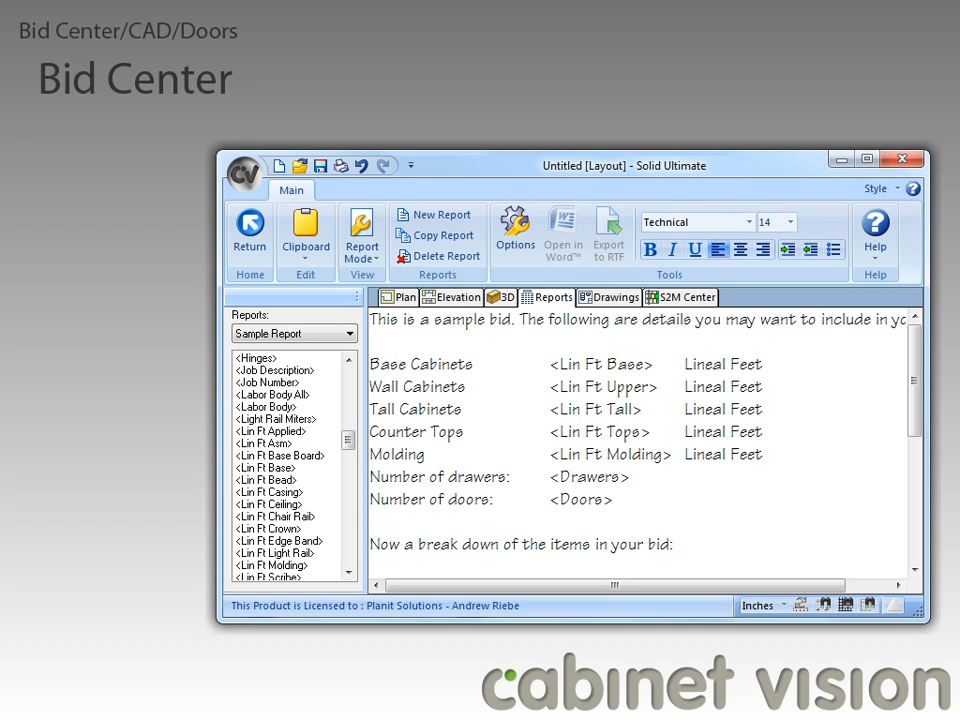 Bid Center/CAD/Doors
Bid Center
Untitled [Layout] - Solid Ultimate
CV
Main
Style
Return
Clipboard
Report Mode
New Report
Copy Report
Delete Report
Options
Open in Word™
Export to RTF
Technical
14
B I U
Help
Home
Edit
View
Reports
Tools
Help
Plan
Elevation
3D
Reports
Drawings
S2M Center
Reports:
Sample Report
<Hinges>
<Job Description>
<Job Number>
<Labor Body All>
<Labor Body>
<Light Rail Miters>
<Lin Ft Applied>
<Lin Ft Asm>
<Lin Ft Base Board>
<Lin Ft Base>
<Lin Ft Bead>
<Lin Ft Casing>
<Lin Ft Ceiling>
<Lin Ft Chair Rail>
<Lin Ft Crown>
<Lin Ft Edge Band>
<Lin Ft Light Rail>
<Lin Ft Molding>
<Lin Ft Scribe>
This is a sample bid. The following are details you may want to include in yo
Base Cabinets <Lin Ft Base> Lineal Feet
Wall Cabinets <Lin Ft Upper> Lineal Feet
Tall Cabinets <Lin Ft Tall> Lineal Feet
Counter Tops <Lin Ft Tops> Lineal Feet
Molding <Lin Ft Molding> Lineal Feet
Number of drawers: <Drawers>
Number of doors: <Doors>
Now a break down of the items in your bid:
This Product is Licensed to : Planit Solutions - Andrew Riebe
Inches
cabinet vision